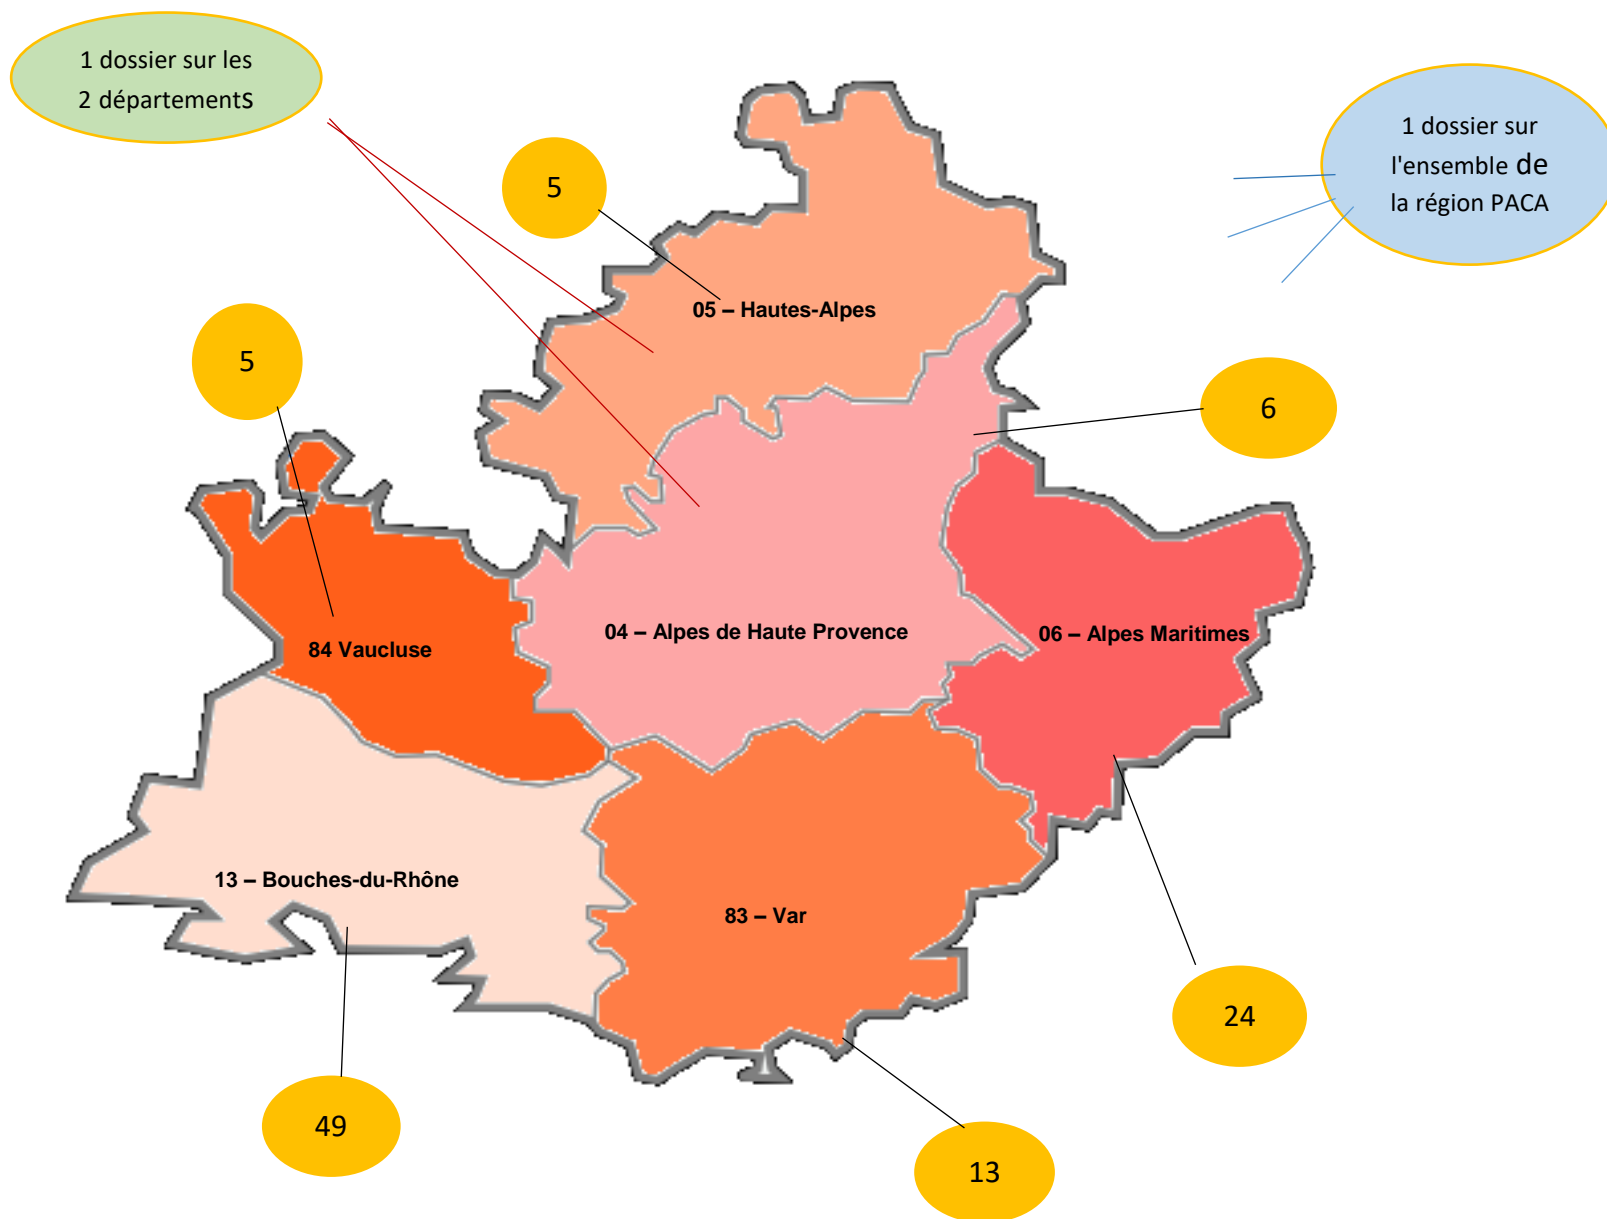 1 dossier sur les
2 départements
1 dossier sur
l'ensemble de
la région PACA
5
05 – Hautes-Alpes
5
6
04 – Alpes de Haute Provence
06 – Alpes Maritimes
84 Vaucluse
13 – Bouches-du-Rhône
83 – Var
24
49
13